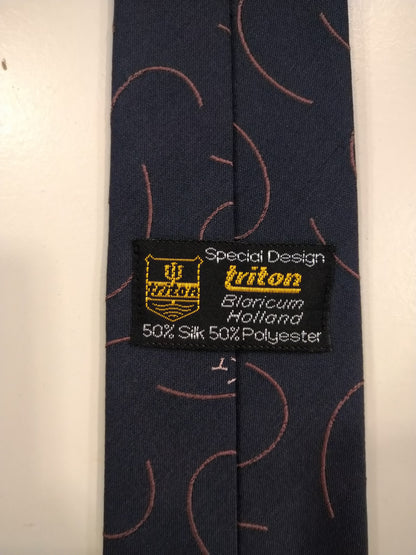 Special Design
triton
triton
Blaricum
Holland
50% Silk 50% Polyester